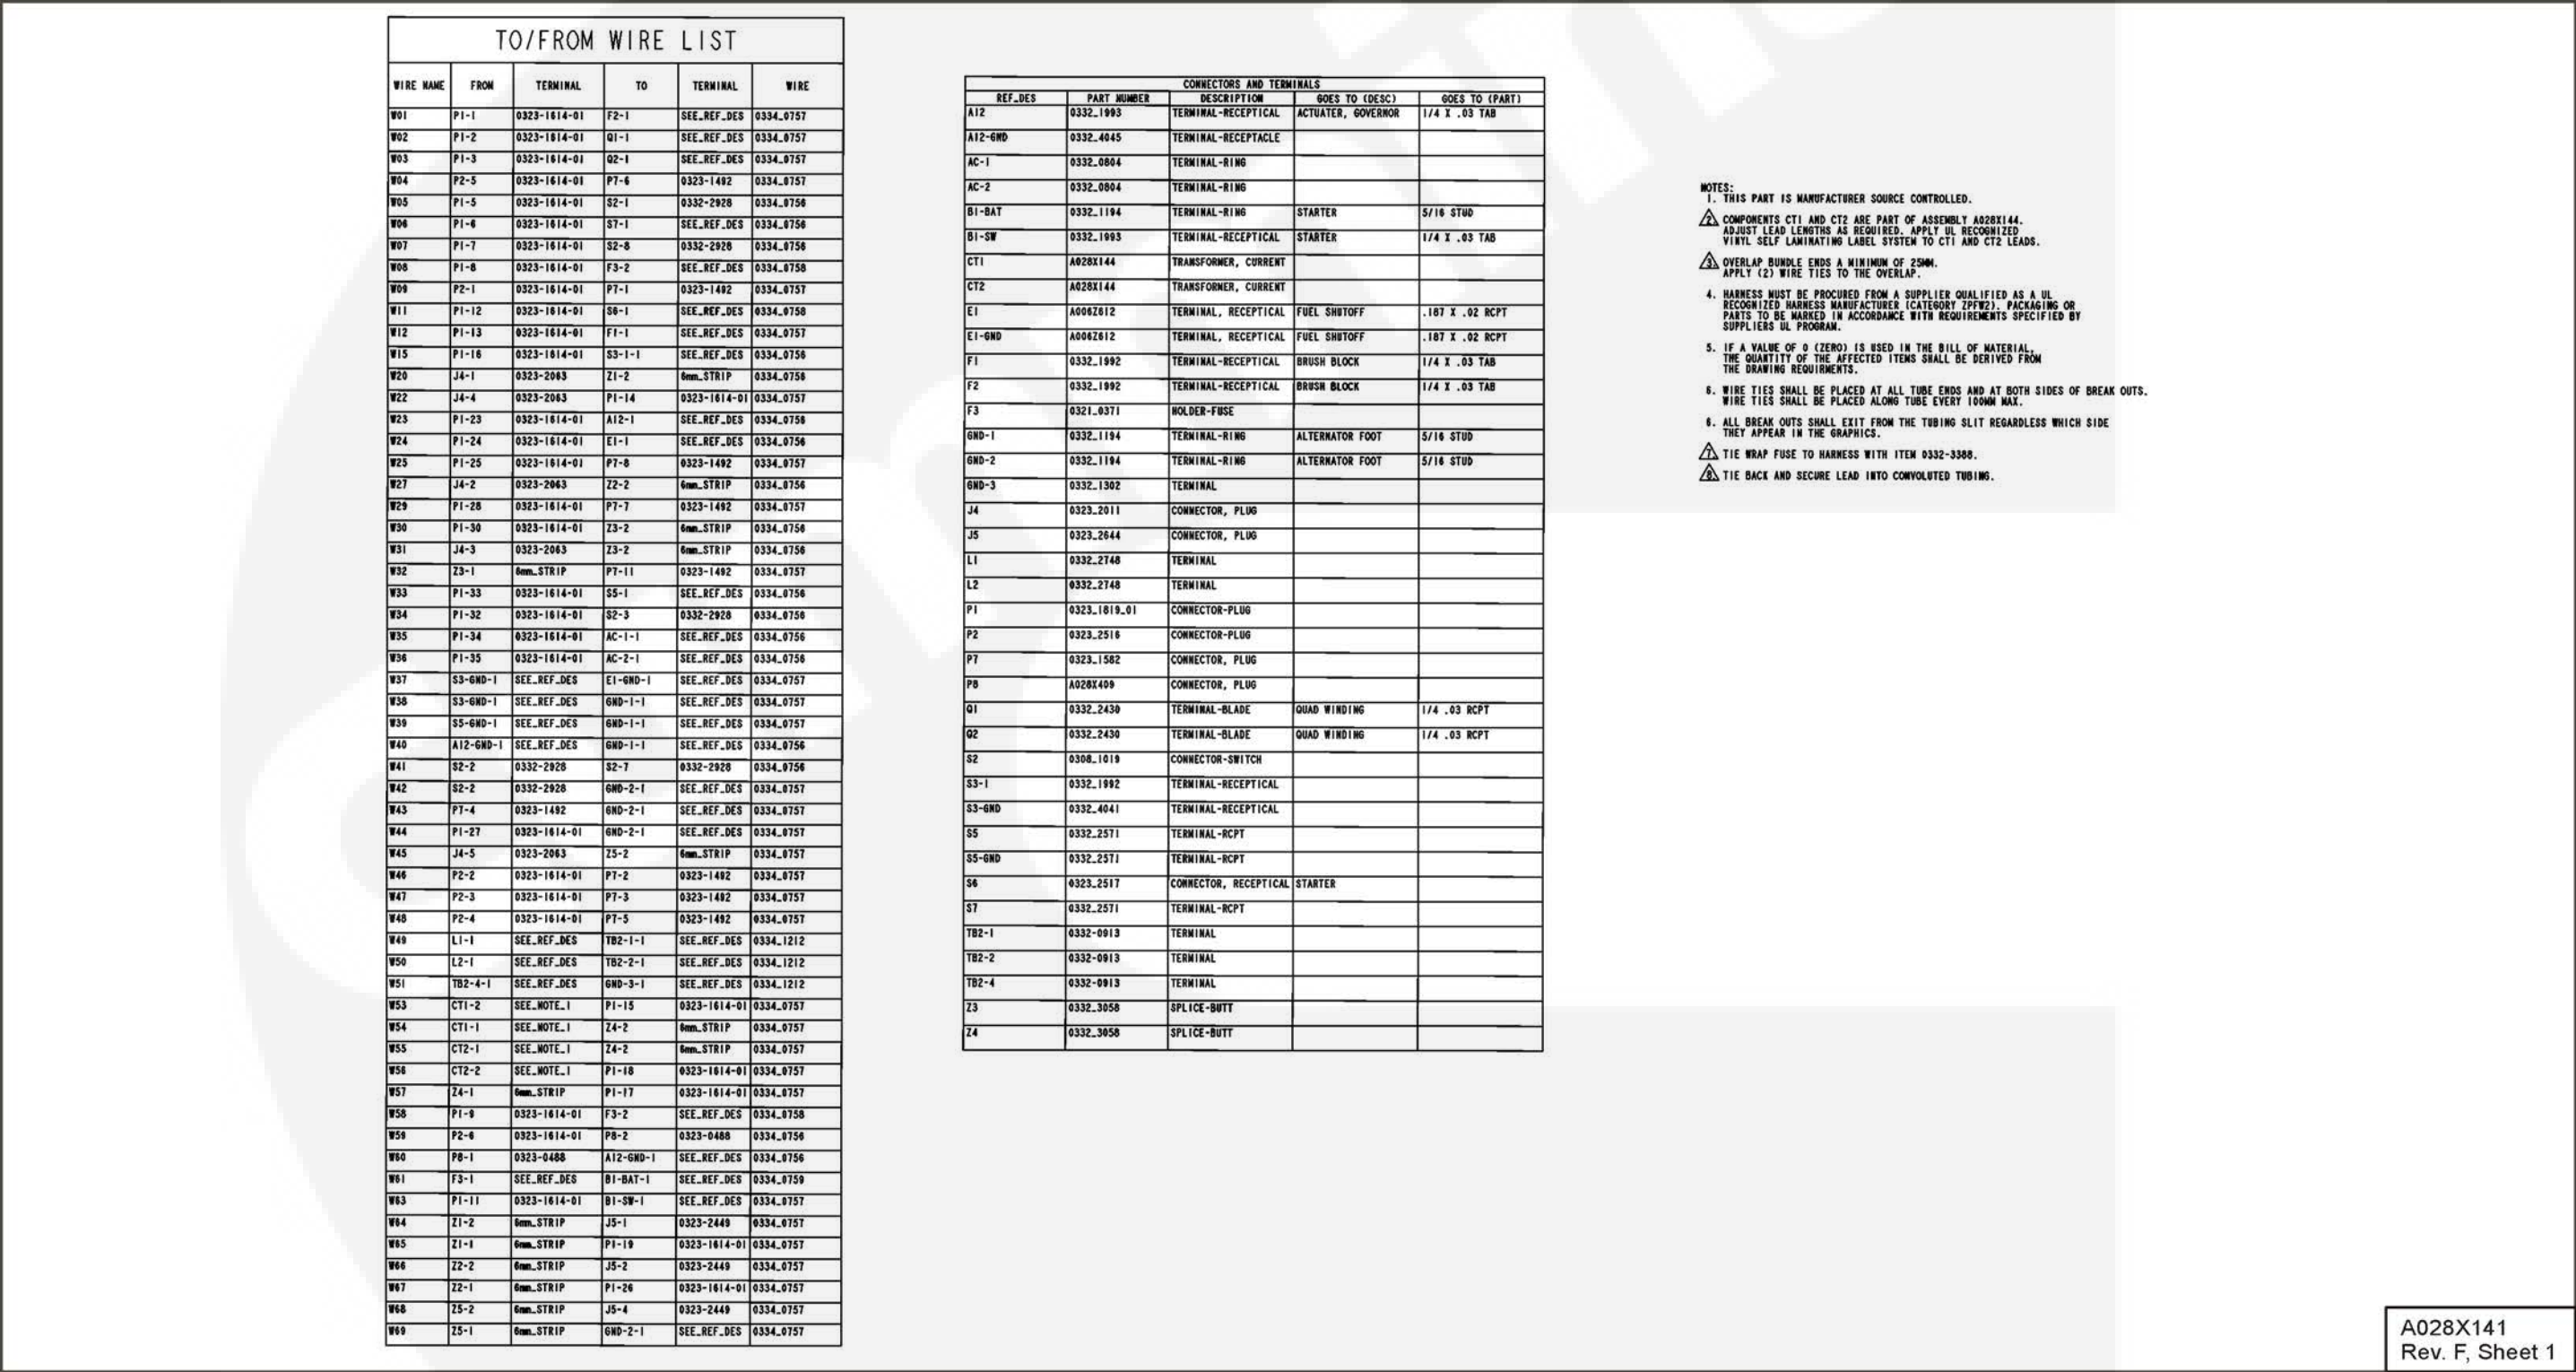 TO/FROM WIRE LIST
WIRE NAME FROM TERMINAL TO TERMINAL WIRE
W01 P1-1 0323-1614-01 F2-1 SEE_REF_DES 0334_0757
W02 P1-2 0323-1614-01 Q1-1 SEE_REF_DES 0334_0757
W03 P1-3 0323-1614-01 Q2-1 SEE_REF_DES 0334_0757
W04 P2-5 0323-1614-01 P7-6 0323-1492 0334_0757
W05 P1-5 0323-1614-01 S2-1 0332-2928 0334_0756
W06 P1-6 0323-1614-01 S7-1 SEE_REF_DES 0334_0756
W07 P1-7 0323-1614-01 S2-8 0332-2928 0334_0756
W08 P1-8 0323-1614-01 F3-2 SEE_REF_DES 0334_0758
W09 P2-1 0323-1614-01 P7-1 0323-1492 0334_0757
W11 P1-12 0323-1614-01 S6-1 SEE_REF_DES 0334_0758
W12 P1-13 0323-1614-01 F1-1 SEE_REF_DES 0334_0757
W15 P1-16 0323-1614-01 S3-1-1 SEE_REF_DES 0334_0756
W20 J4-1 0323-2063 Z1-2 6mm_STRIP 0334_0756
W22 J4-4 0323-2063 P1-14 0323-1614-01 0334_0757
W23 P1-23 0323-1614-01 A12-1 SEE_REF_DES 0334_0756
W24 P1-24 0323-1614-01 E1-1 SEE_REF_DES 0334_0756
W25 P1-25 0323-1614-01 P7-8 0323-1492 0334_0757
W27 J4-2 0323-2063 Z2-2 6mm_STRIP 0334_0756
W29 P1-28 0323-1614-01 P7-7 0323-1492 0334_0757
W30 P1-30 0323-1614-01 Z3-2 6mm_STRIP 0334_0756
W31 J4-3 0323-2063 Z3-2 6mm_STRIP 0334_0756
W32 Z3-1 6mm_STRIP P7-11 0323-1492 0334_0757
W33 P1-33 0323-1614-01 S5-1 SEE_REF_DES 0334_0756
W34 P1-32 0323-1614-01 S2-3 0332-2928 0334_0756
W35 P1-34 0323-1614-01 AC-1-1 SEE_REF_DES 0334_0756
W36 P1-35 0323-1614-01 AC-2-1 SEE_REF_DES 0334_0756
W37 S3-GND-1 SEE_REF_DES E1-GND-1 SEE_REF_DES 0334_0757
W38 S3-GND-1 SEE_REF_DES GND-1-1 SEE_REF_DES 0334_0757
W39 S5-GND-1 SEE_REF_DES GND-1-1 SEE_REF_DES 0334_0757
W40 A12-GND-1 SEE_REF_DES GND-1-1 SEE_REF_DES 0334_0756
W41 S2-2 0332-2928 S2-7 0332-2928 0334_0756
W42 S2-2 0332-2928 GND-2-1 SEE_REF_DES 0334_0757
W43 P7-4 0323-1492 GND-2-1 SEE_REF_DES 0334_0757
W44 P1-27 0323-1614-01 GND-2-1 SEE_REF_DES 0334_0757
W45 J4-5 0323-2063 Z5-2 6mm_STRIP 0334_0757
W46 P2-2 0323-1614-01 P7-2 0323-1492 0334_0757
W47 P2-3 0323-1614-01 P7-3 0323-1492 0334_0757
W48 P2-4 0323-1614-01 P7-5 0323-1492 0334_0757
W49 L1-1 SEE_REF_DES TB2-1-1 SEE_REF_DES 0334_1212
W50 L2-1 SEE_REF_DES TB2-2-1 SEE_REF_DES 0334_1212
W51 TB2-4-1 SEE_REF_DES GND-3-1 SEE_REF_DES 0334_1212
W53 CT1-2 SEE_NOTE_1 P1-15 0323-1614-01 0334_0757
W54 CT1-1 SEE_NOTE_1 Z4-2 6mm_STRIP 0334_0757
W55 CT2-1 SEE_NOTE_1 Z4-2 6mm_STRIP 0334_0757
W56 CT2-2 SEE_NOTE_1 P1-18 0323-1614-01 0334_0757
W57 Z4-1 6mm_STRIP P1-17 0323-1614-01 0334_0757
W58 P1-9 0323-1614-01 F3-2 SEE_REF_DES 0334_0758
W59 P2-6 0323-1614-01 P8-2 0323-0488 0334_0756
W60 P8-1 0323-0488 A12-GND-1 SEE_REF_DES 0334_0756
W61 F3-1 SEE_REF_DES B1-BAT-1 SEE_REF_DES 0334_0759
W63 P1-11 0323-1614-01 B1-SW-1 SEE_REF_DES 0334_0757
W64 Z1-2 6mm_STRIP J5-1 0323-2449 0334_0757
W65 Z1-1 6mm_STRIP P1-19 0323-1614-01 0334_0757
W66 Z2-2 6mm_STRIP J5-2 0323-2449 0334_0757
W67 Z2-1 6mm_STRIP P1-26 0323-1614-01 0334_0757
W68 Z5-2 6mm_STRIP J5-4 0323-2449 0334_0757
W69 Z5-1 6mm_STRIP GND-2-1 SEE_REF_DES 0334_0757
CONNECTORS AND TERMINALS
REF_DES PART NUMBER DESCRIPTION GOES TO (DESC) GOES TO (PART)
A12 0332_1993 TERMINAL-RECEPTICAL ACTUATER, GOVERNOR 1/4 X .03 TAB
A12-GND 0332_4045 TERMINAL-RECEPTACLE
AC-1 0332_0804 TERMINAL-RING
AC-2 0332_0804 TERMINAL-RING
B1-BAT 0332_1194 TERMINAL-RING STARTER 5/16 STUD
B1-SW 0332_1993 TERMINAL-RECEPTICAL STARTER 1/4 X .03 TAB
CT1 A028X144 TRANSFORMER, CURRENT
CT2 A028X144 TRANSFORMER, CURRENT
E1 A006Z612 TERMINAL, RECEPTICAL FUEL SHUTOFF .187 X .02 RCPT
E1-GND A006Z612 TERMINAL, RECEPTICAL FUEL SHUTOFF .187 X .02 RCPT
F1 0332_1992 TERMINAL-RECEPTICAL BRUSH BLOCK 1/4 X .03 TAB
F2 0332_1992 TERMINAL-RECEPTICAL BRUSH BLOCK 1/4 X .03 TAB
F3 0321_0371 HOLDER-FUSE
GND-1 0332_1194 TERMINAL-RING ALTERNATOR FOOT 5/16 STUD
GND-2 0332_1194 TERMINAL-RING ALTERNATOR FOOT 5/16 STUD
GND-3 0332_1302 TERMINAL
J4 0323_2011 CONNECTOR, PLUG
J5 0323_2644 CONNECTOR, PLUG
L1 0332_2748 TERMINAL
L2 0332_2748 TERMINAL
P1 0323_1819_01 CONNECTOR-PLUG
P2 0323_2516 CONNECTOR-PLUG
P7 0323_1582 CONNECTOR, PLUG
P8 A028X409 CONNECTOR, PLUG
Q1 0332_2430 TERMINAL-BLADE QUAD WINDING 1/4 .03 RCPT
Q2 0332_2430 TERMINAL-BLADE QUAD WINDING 1/4 .03 RCPT
S2 0308_1019 CONNECTOR-SWITCH
S3-1 0332_1992 TERMINAL-RECEPTICAL
S3-GND 0332_4041 TERMINAL-RECEPTICAL
S5 0332_2571 TERMINAL-RCPT
S5-GND 0332_2571 TERMINAL-RCPT
S6 0323_2517 CONNECTOR, RECEPTICAL STARTER
S7 0332_2571 TERMINAL-RCPT
TB2-1 0332-0913 TERMINAL
TB2-2 0332-0913 TERMINAL
TB2-4 0332-0913 TERMINAL
Z3 0332_3058 SPLICE-BUTT
Z4 0332_3058 SPLICE-BUTT
NOTES:
1. THIS PART IS MANUFACTURER SOURCE CONTROLLED.
2 COMPONENTS CT1 AND CT2 ARE PART OF ASSEMBLY A028X144.
ADJUST LEAD LENGTHS AS REQUIRED. APPLY UL RECOGNIZED
VINYL SELF LAMINATING LABEL SYSTEM TO CT1 AND CT2 LEADS.
3 OVERLAP BUNDLE ENDS A MINIMUM OF 25MM.
APPLY (2) WIRE TIES TO THE OVERLAP.
4. HARNESS MUST BE PROCURED FROM A SUPPLIER QUALIFIED AS A UL
RECOGNIZED HARNESS MANUFACTURER (CATEGORY ZPFW2). PACKAGING OR
PARTS TO BE MARKED IN ACCORDANCE WITH REQUIREMENTS SPECIFIED BY
SUPPLIERS UL PROGRAM.
5. IF A VALUE OF 0 (ZERO) IS USED IN THE BILL OF MATERIAL,
THE QUANTITY OF THE AFFECTED ITEMS SHALL BE DERIVED FROM
THE DRAWING REQUIRMENTS.
6. WIRE TIES SHALL BE PLACED AT ALL TUBE ENDS AND AT BOTH SIDES OF BREAK OUTS.
WIRE TIES SHALL BE PLACED ALONG TUBE EVERY 100MM MAX.
6. ALL BREAK OUTS SHALL EXIT FROM THE TUBING SLIT REGARDLESS WHICH SIDE
THEY APPEAR IN THE GRAPHICS.
7 TIE WRAP FUSE TO HARNESS WITH ITEM 0332-3388.
8 TIE BACK AND SECURE LEAD INTO CONVOLUTED TUBING.
A028X141
Rev. F, Sheet 1